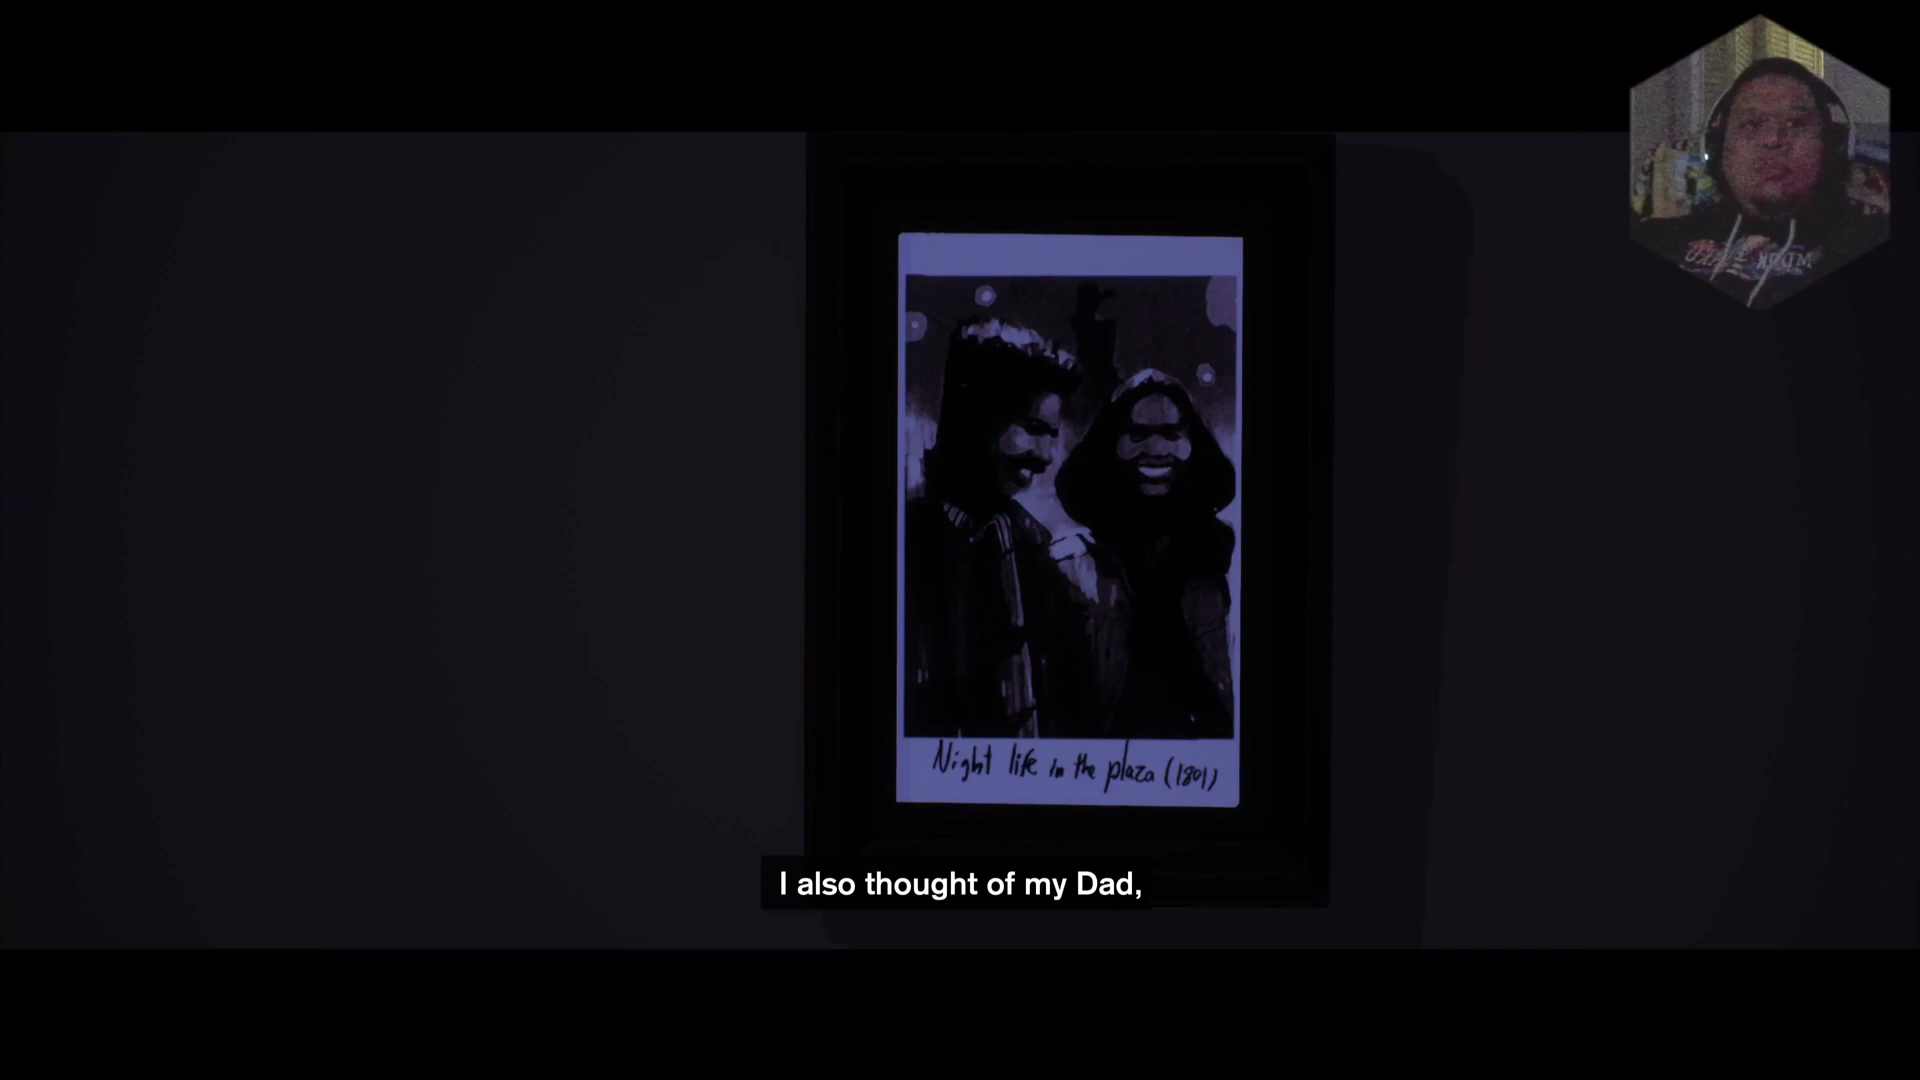 Night life in the plaza (1801)
I also thought of my Dad,